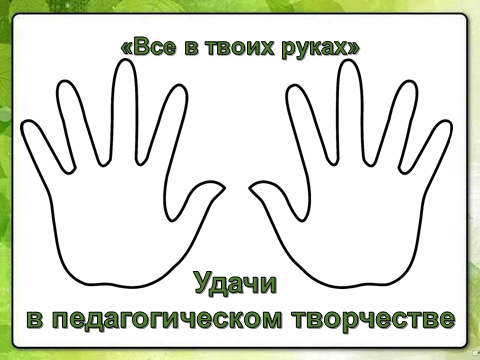 «Все в твоих руках»
Удачи
в педагогическом творчестве